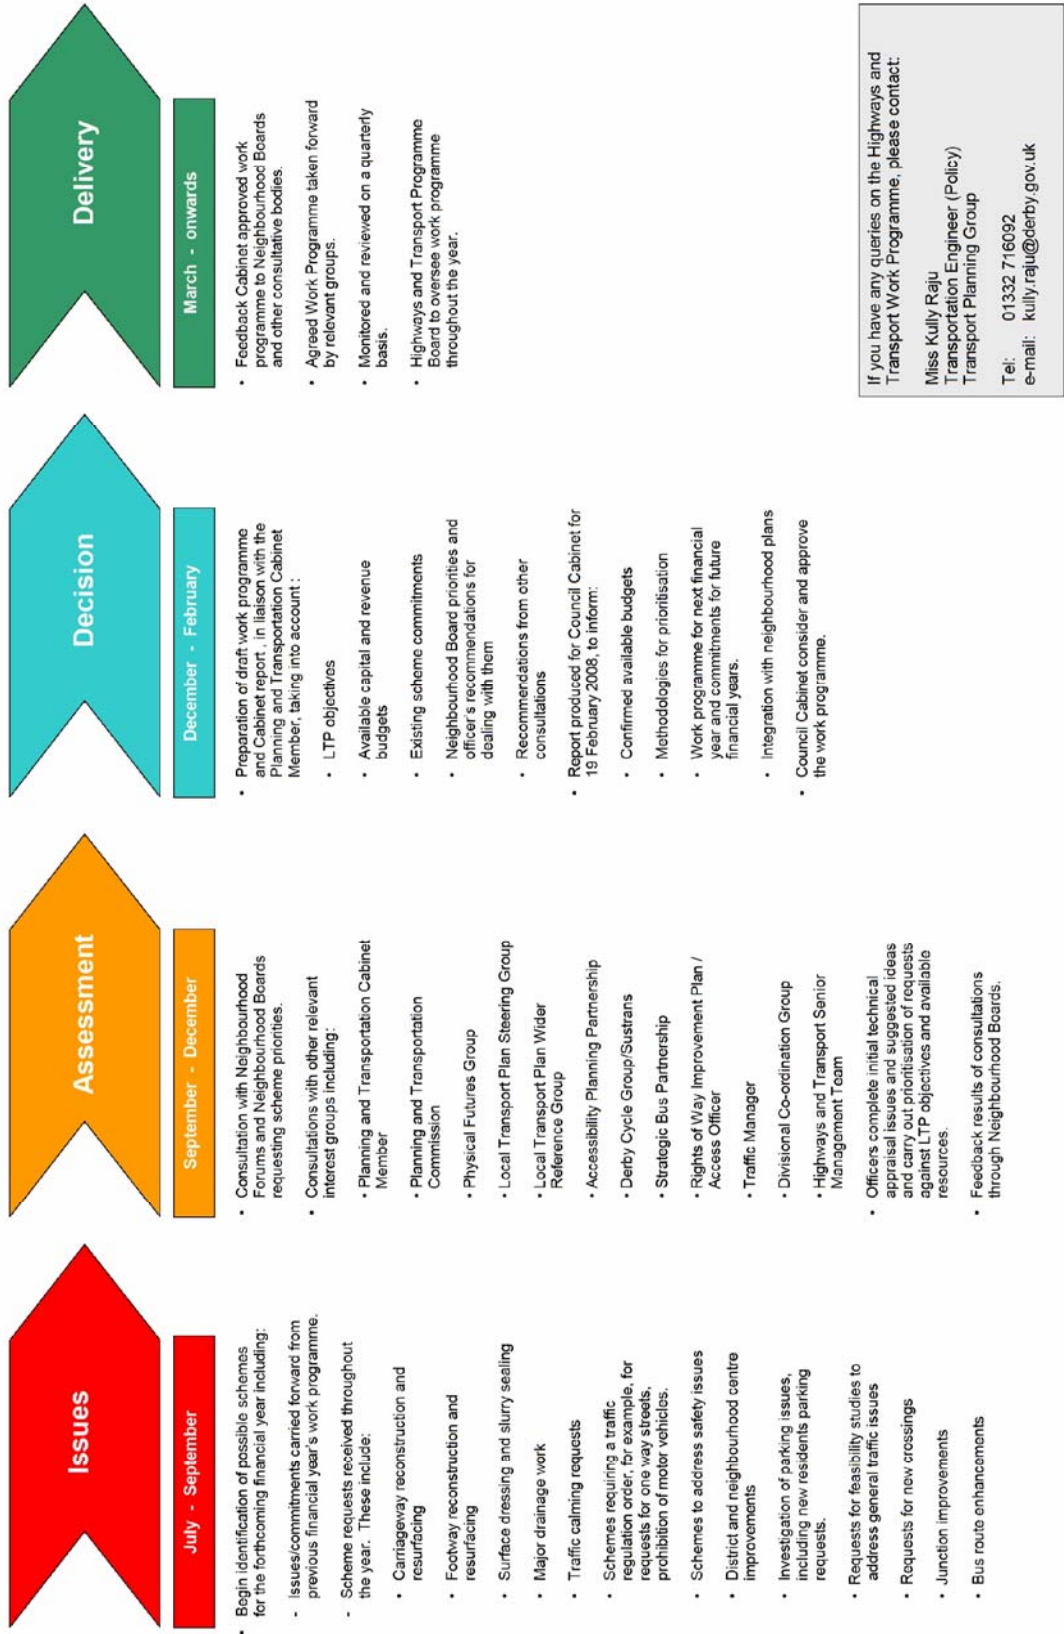 Issues
July - September
• Begin identification of possible schemes
for the forthcoming financial year including:
- Issues/commitments carried forward from
previous financial year's work programme.
- Scheme requests received throughout
the year. These include:
• Carriageway reconstruction and
resurfacing
• Footway reconstruction and
resurfacing
• Surface dressing and slurry sealing
• Major drainage work
• Traffic calming requests
• Schemes requiring a traffic
regulation order, for example, for
requests for one way streets,
prohibition of motor vehicles.
• Schemes to address safety issues
• District and neighbourhood centre
improvements
• Investigation of parking issues,
including new residents parking
requests.
• Requests for feasibility studies to
address general traffic issues
• Requests for new crossings
• Junction improvements
• Bus route enhancements
Assessment
September - December
• Consultation with Neighbourhood
Forums and Neighbourhood Boards
requesting scheme priorities.
• Consultations with other relevant
interest groups including:
• Planning and Transportation Cabinet
Member
• Planning and Transportation
Commission
• Physical Futures Group
• Local Transport Plan Steering Group
• Local Transport Plan Wider
Reference Group
• Accessibility Planning Partnership
• Derby Cycle Group/Sustrans
• Strategic Bus Partnership
• Rights of Way Improvement Plan /
Access Officer
• Traffic Manager
• Divisional Co-ordination Group
• Highways and Transport Senior
Management Team
• Officers complete initial technical
appraisal issues and suggested ideas
and carry out prioritisation of requests
against LTP objectives and available
resources.
• Feedback results of consultations
through Neighbourhood Boards.
Decision
December - February
• Preparation of draft work programme
and Cabinet report , in liaison with the
Planning and Transportation Cabinet
Member, taking into account :
• LTP objectives
• Available capital and revenue
budgets
• Existing scheme commitments
• Neighbourhood Board priorities and
officer's recommendations for
dealing with them
• Recommendations from other
consultations
• Report produced for Council Cabinet for
19 February 2008, to inform:
• Confirmed available budgets
• Methodologies for prioritisation
• Work programme for next financial
year and commitments for future
financial years.
• Integration with neighbourhood plans
• Council Cabinet consider and approve
the work programme.
Delivery
March - onwards
• Feedback Cabinet approved work
programme to Neighbourhood Boards
and other consultative bodies.
• Agreed Work Programme taken forward
by relevant groups.
• Monitored and reviewed on a quarterly
basis.
• Highways and Transport Programme
Board to oversee work programme
throughout the year.
If you have any queries on the Highways and
Transport Work Programme, please contact:
Miss Kully Raju
Transportation Engineer (Policy)
Transport Planning Group
Tel: 01332 716092
e-mail: kully.raju@derby.gov.uk